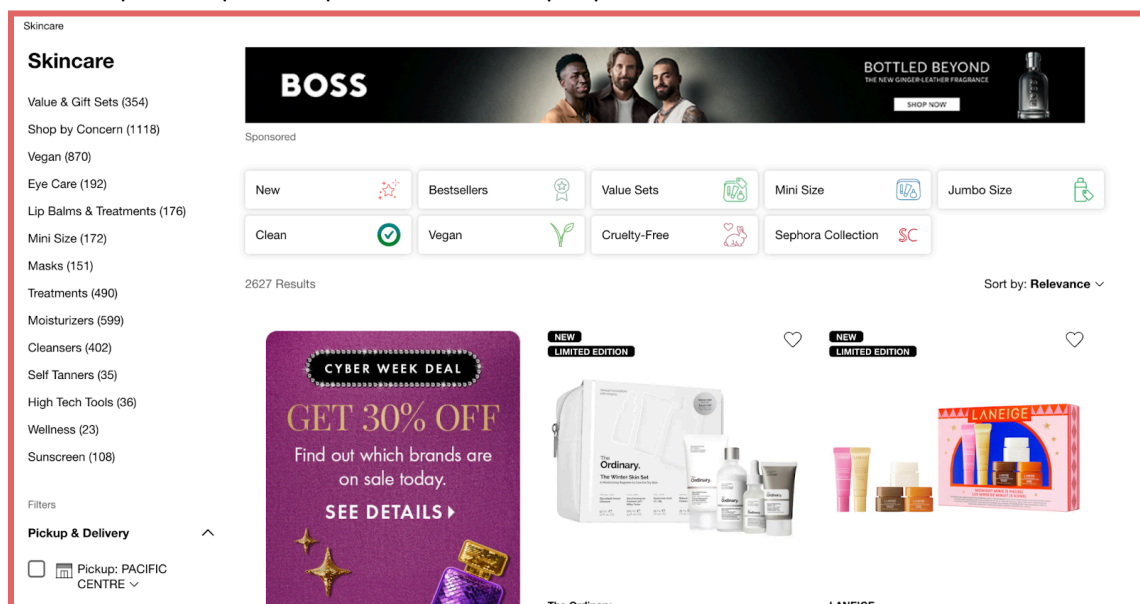 Skincare
Skincare
Value & Gift Sets (354)
Shop by Concern (1118)
Vegan (870)
Eye Care (192)
Lip Balms & Treatments (176)
Mini Size (172)
Masks (151)
Treatments (490)
Moisturizers (599)
Cleansers (402)
Self Tanners (35)
High Tech Tools (36)
Wellness (23)
Sunscreen (108)
Filters
Pickup & Delivery
Pickup: PACIFIC
CENTRE
BOSS
BOTTLED BEYOND
THE NEW GINGER-LEATHER FRAGRANCE
SHOP NOW
Sponsored
New
Bestsellers
Value Sets
Mini Size
Jumbo Size
Clean
Vegan
Cruelty-Free
Sephora Collection
SC
2627 Results
Sort by: Relevance
CYBER WEEK DEAL
GET 30% OFF
Find out which brands are
on sale today.
SEE DETAILS
NEW
LIMITED EDITION
The
Ordinary.
The Winter Skin Set
Ordinary.
NEW
LIMITED EDITION
LANEIGE
The Ordinary
LANEIGE